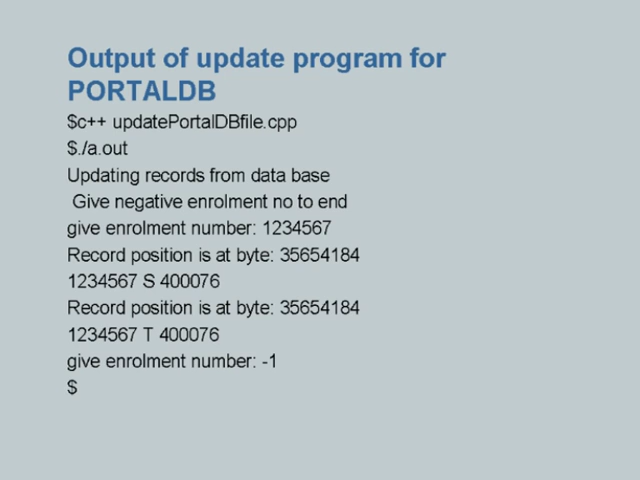 Output of update program for
PORTALDB
$c++ updatePortalDBfile.cpp
$./a.out
Updating records from data base
Give negative enrolment no to end
give enrolment number: 1234567
Record position is at byte: 35654184
1234567 S 400076
Record position is at byte: 35654184
1234567 T 400076
give enrolment number: -1
$